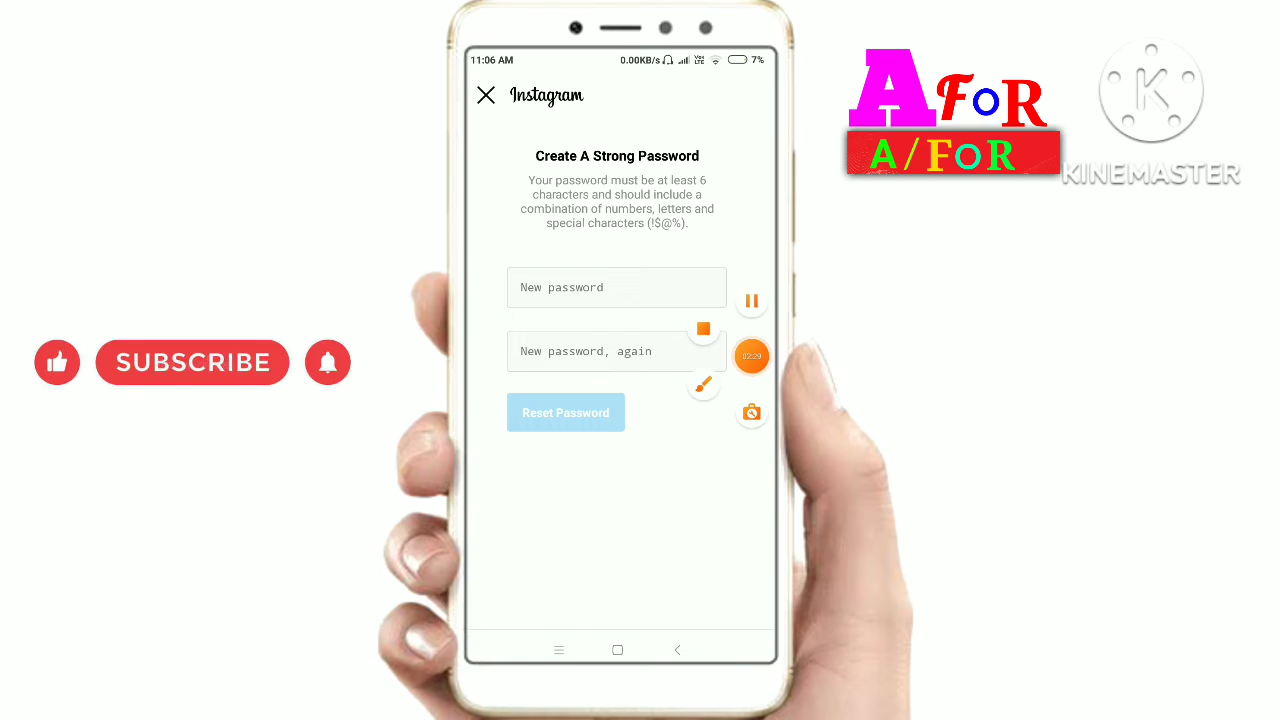 11:06 AM
0.00KB/s
7%
Instagram
Create A Strong Password
Your password must be at least 6
characters and should include a
combination of numbers, letters and
special characters (!$@%).
New password
New password, again
Reset Password
02:29
SUBSCRIBE
A FoR
A/FoR
K
KINEMASTER